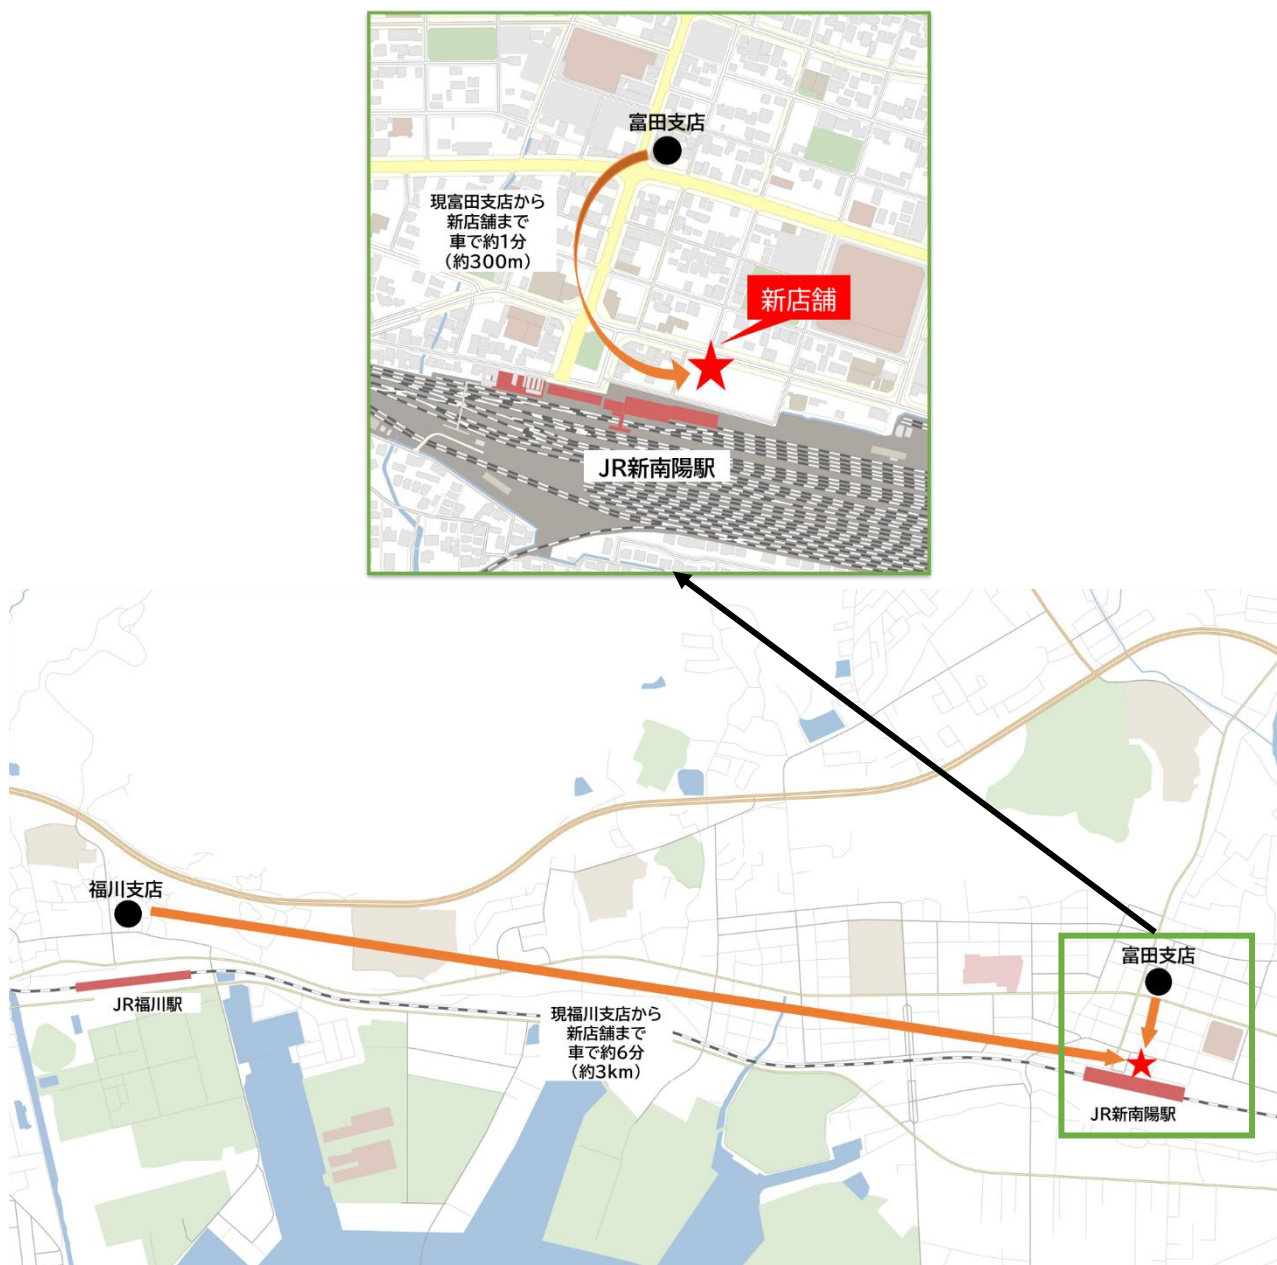 富田支店
現富田支店から
新店舗まで
車で約1分
（約300m）
新店舗
JR新南陽駅
福川支店
富田支店
JR福川駅
現福川支店から
新店舗まで
車で約6分
（約3km）
JR新南陽駅